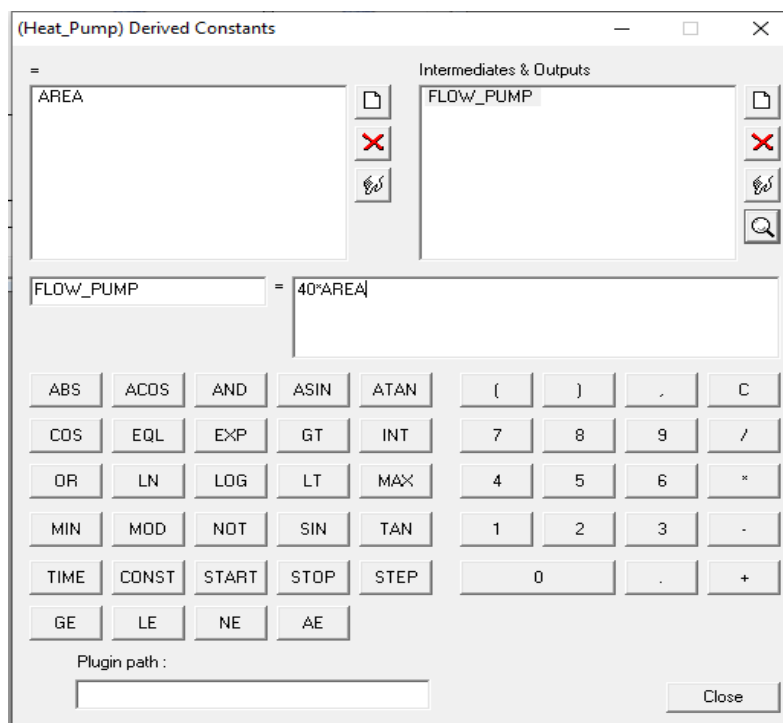 (Heat_Pump) Derived Constants
=
Intermediates & Outputs
AREA
FLOW_PUMP
FLOW_PUMP = 40*AREA
ABS ACOS AND ASIN ATAN ( ) , C
COS EQL EXP GT INT 7 8 9 /
OR LN LOG LT MAX 4 5 6 *
MIN MOD NOT SIN TAN 1 2 3 -
TIME CONST START STOP STEP 0 . +
GE LE NE AE
Plugin path :
Close